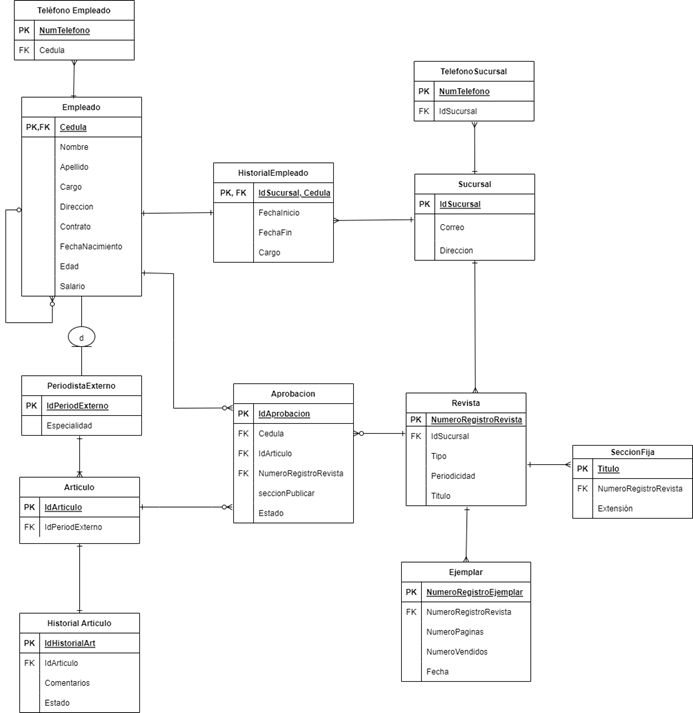 Teléfono Empleado
PK NumTelefono
FK Cedula
Empleado
PK,FK Cedula
Nombre
Apellido
Cargo
Direccion
Contrato
FechaNacimiento
Edad
Salario
d
PeriodistaExterno
PK IdPeriodExterno
Especialidad
Articulo
PK IdArticulo
FK IdPeriodExterno
Historial Articulo
PK IdHistorialArt
FK IdArticulo
Comentarios
Estado
HistorialEmpleado
PK, FK IdSucursal, Cedula
FechaInicio
FechaFin
Cargo
Aprobacion
PK IdAprobacion
FK Cedula
FK IdArticulo
FK NumeroRegistroRevista
seccionPublicar
Estado
TelefonoSucursal
PK NumTelefono
FK IdSucursal
Sucursal
PK IdSucursal
Correo
Direccion
Revista
PK NumeroRegistroRevista
FK IdSucursal
Tipo
Periodicidad
Titulo
Ejemplar
PK NumeroRegistroEjemplar
FK NumeroRegistroRevista
NumeroPaginas
NumeroVendidos
Fecha
SeccionFija
PK Titulo
FK NumeroRegistroRevista
Extensión